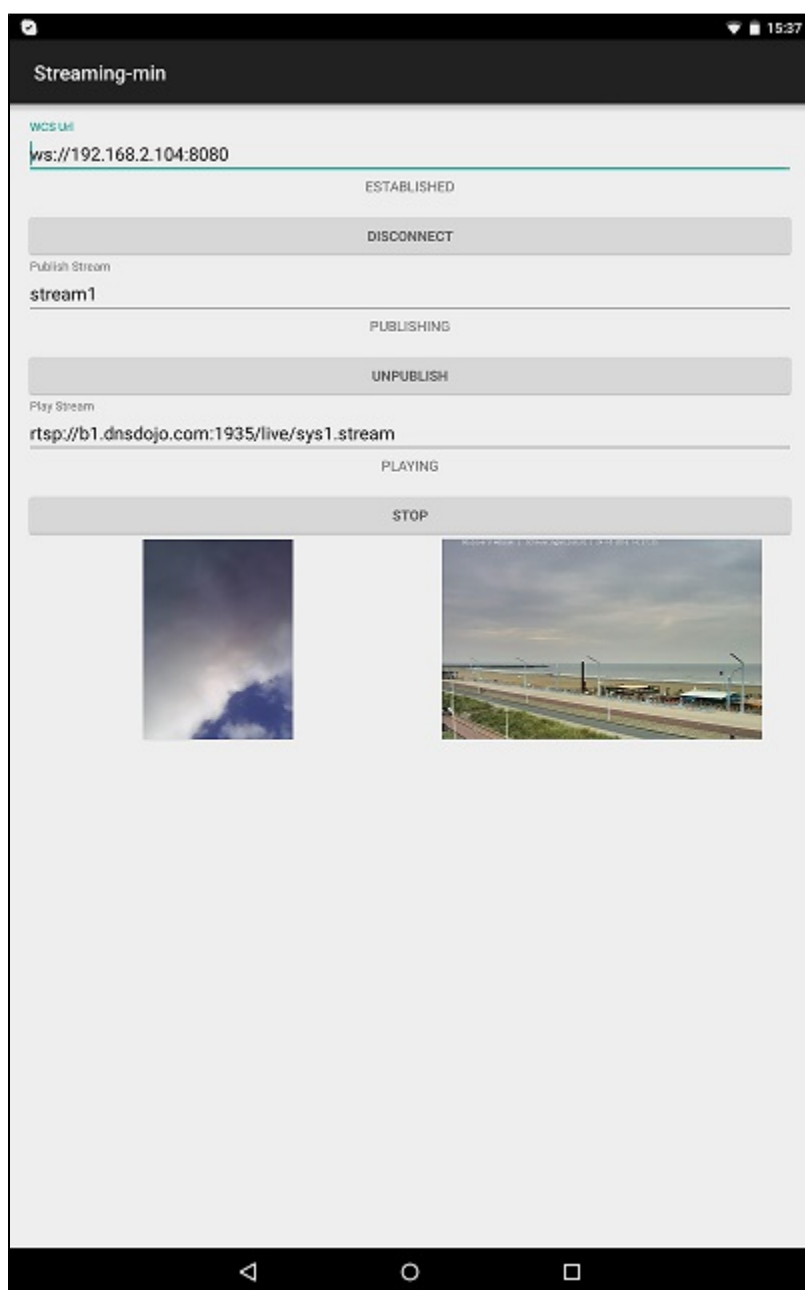 15:37
Streaming-min
WCS Url
ws://192.168.2.104:8080
ESTABLISHED
DISCONNECT
Publish Stream
stream1
PUBLISHING
UNPUBLISH
Play Stream
rtsp://b1.dnsdojo.com:1935/live/sys1.stream
PLAYING
STOP